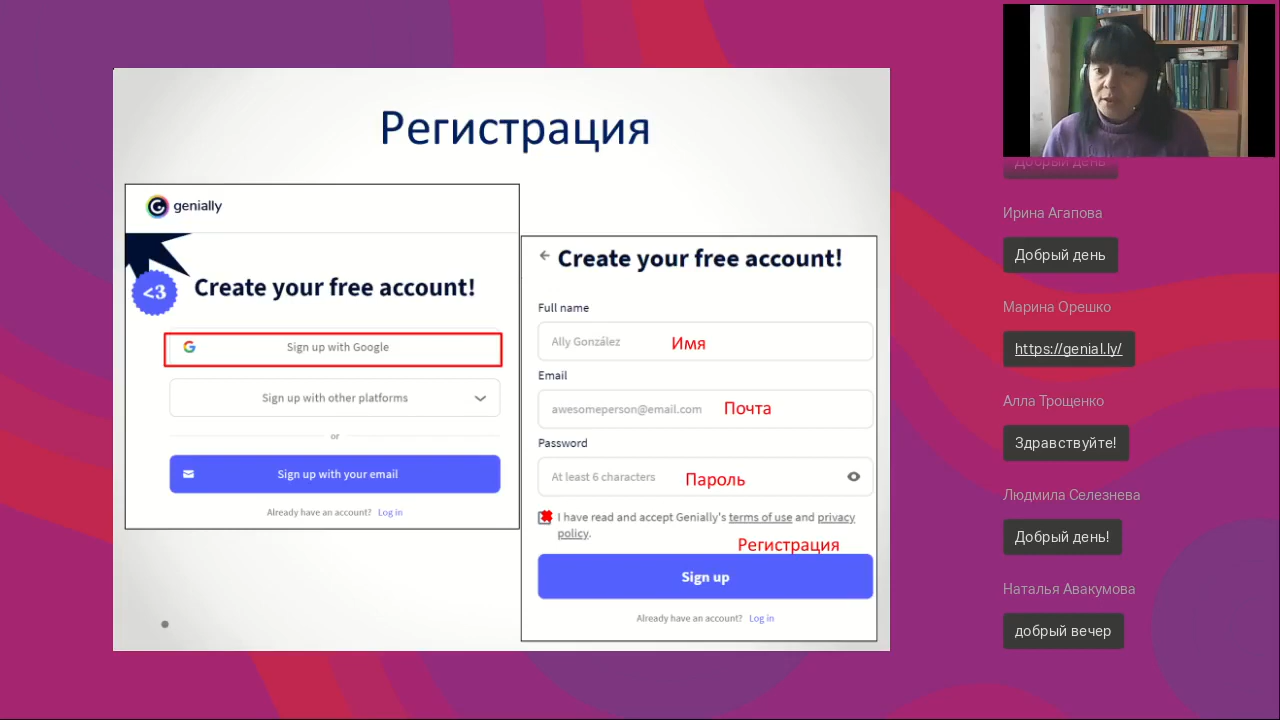 Регистрация
genially
<3
Create your free account!
Sign up with Google
Sign up with other platforms
or
Sign up with your email
Already have an account? Log in
Create your free account!
Full name
Ally González
Имя
Email
awesomeperson@email.com
Почта
Password
At least 6 characters
Пароль
I have read and accept Genially's terms of use and privacy
policy.
Регистрация
Sign up
Already have an account? Log in
Добрый день
Ирина Агапова
Добрый день
Марина Орешко
https://genial.ly/
Алла Трощенко
Здравствуйте!
Людмила Селезнева
Добрый день!
Наталья Авакумова
добрый вечер